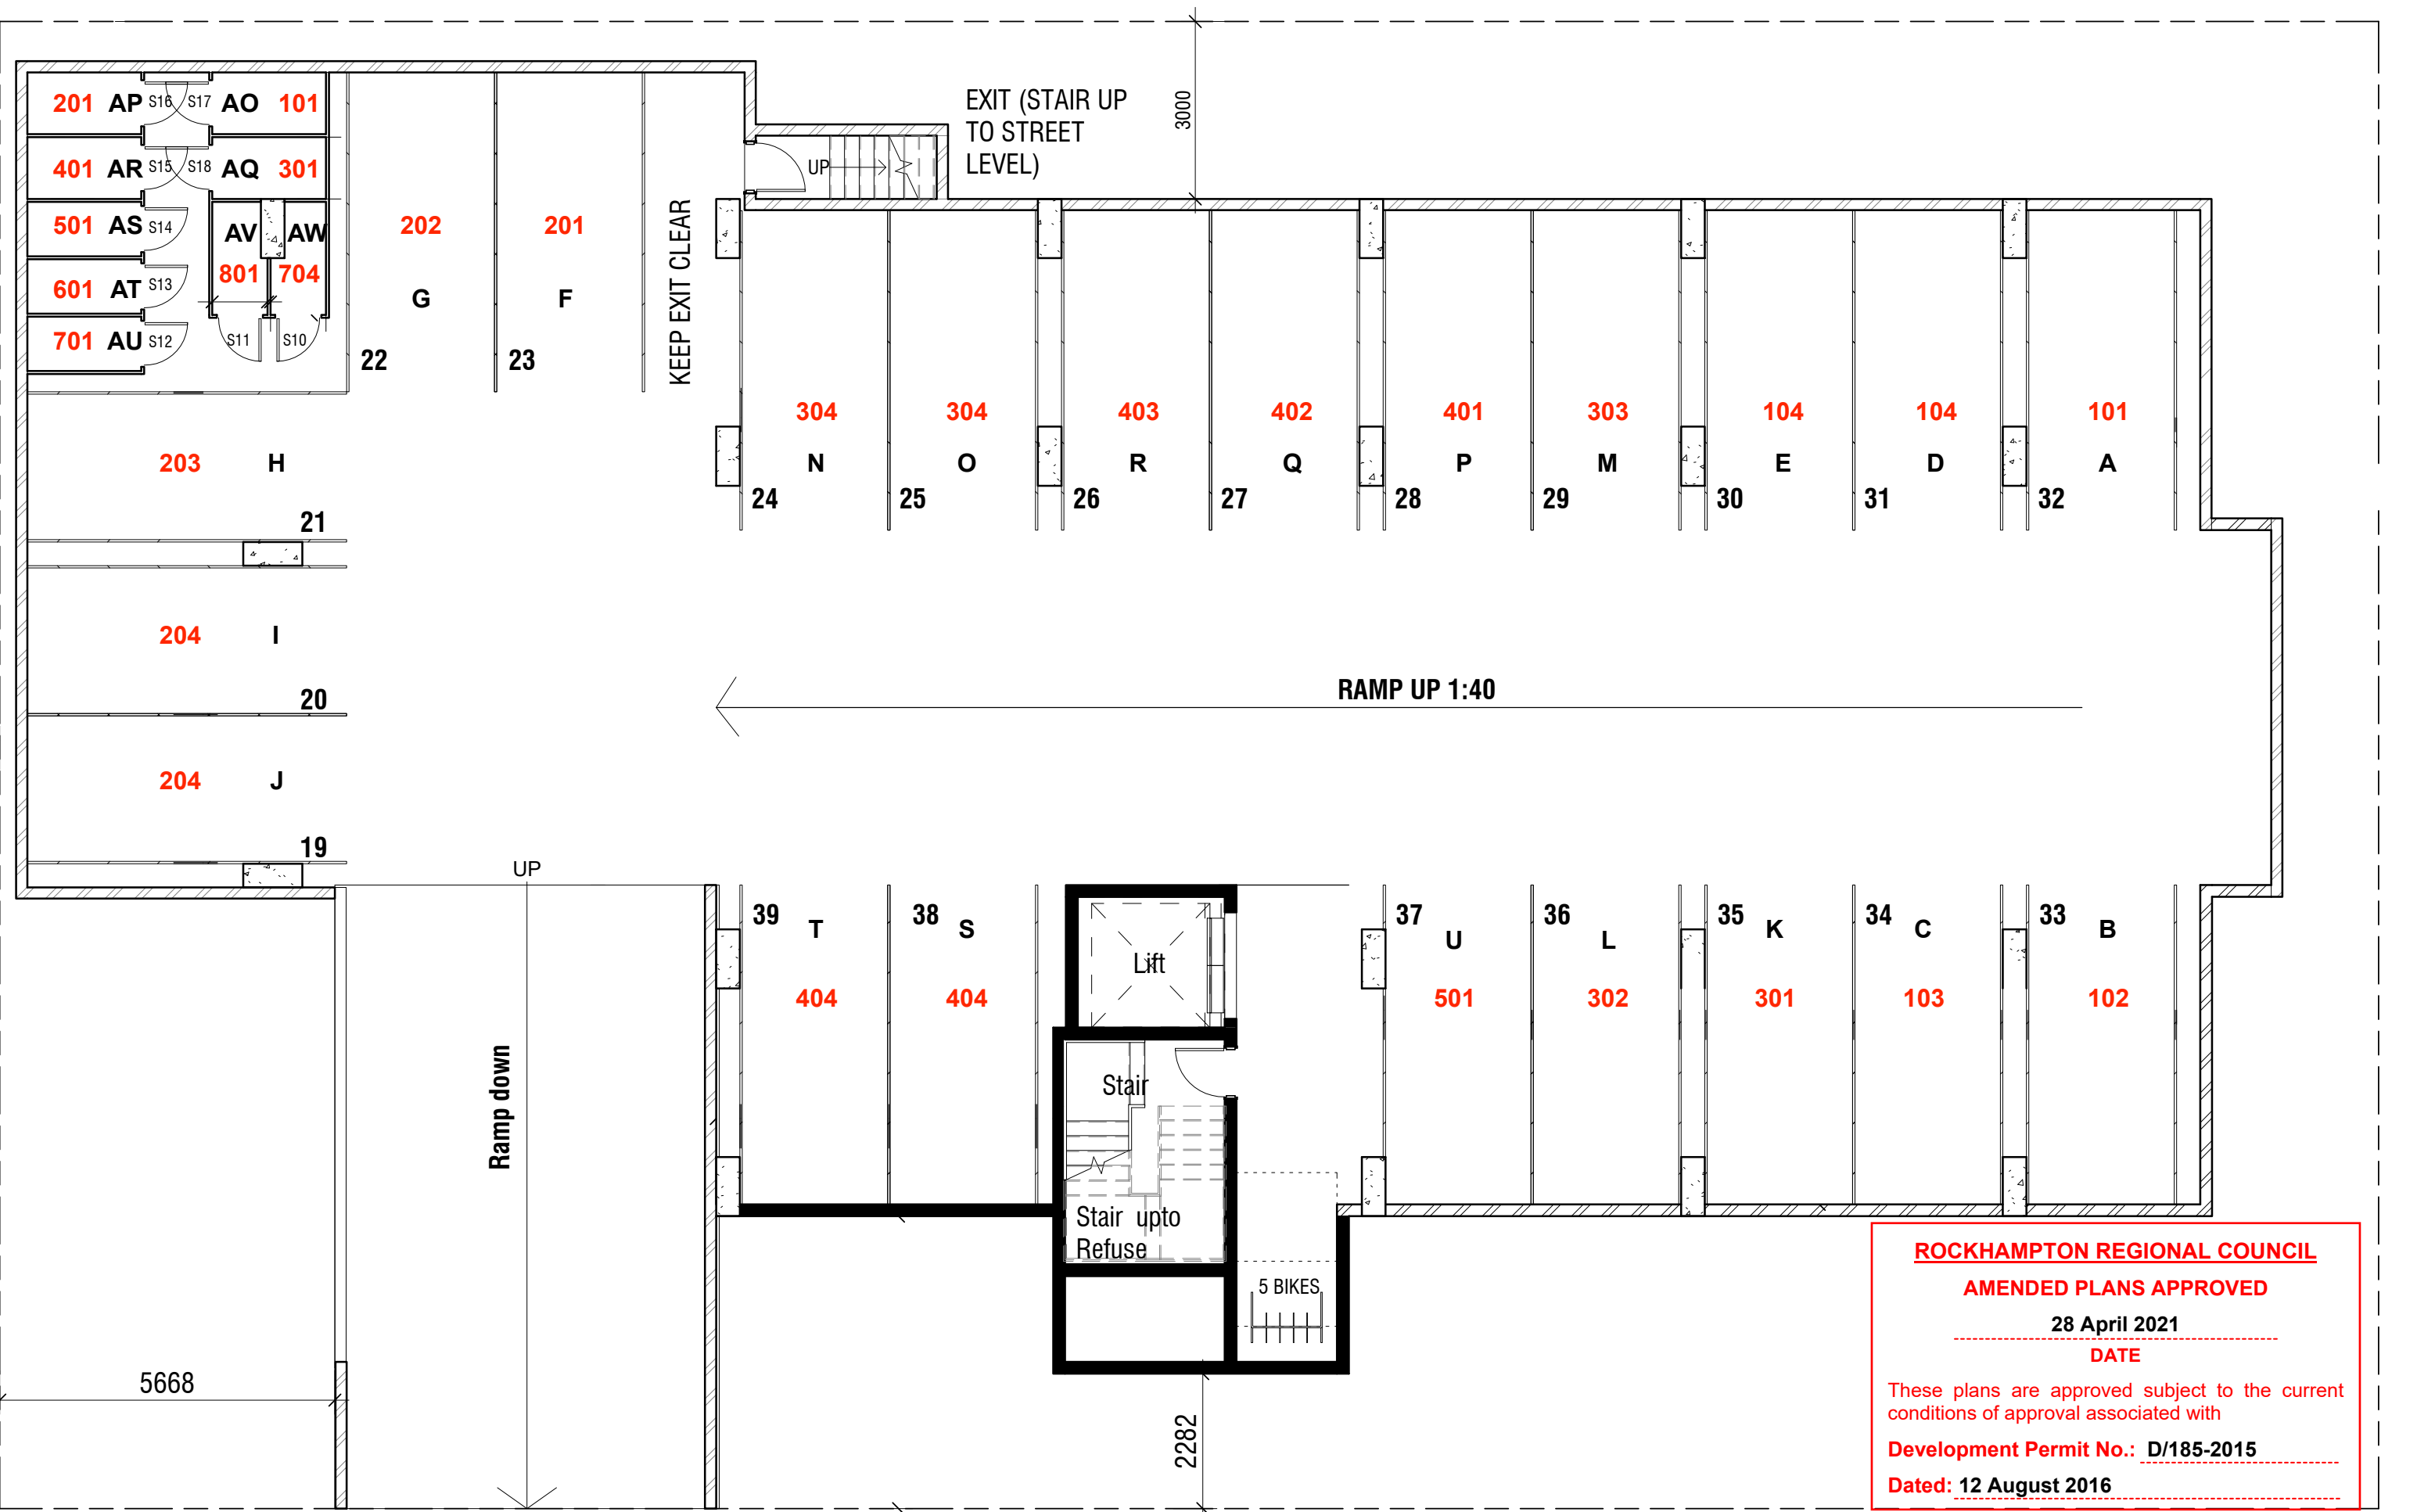 201 AP S16 S17 AO 101
401 AR S15 S18 AQ 301
501 AS S14
AV AW
801 704
601 AT S13
701 AU S12
S11 S10
202
G
22
201
F
23
KEEP EXIT CLEAR
UP
EXIT (STAIR UP
TO STREET
LEVEL)
3000
304 304 403 402 401 303 104 104 101
N O R Q P M E D A
24 25 26 27 28 29 30 31 32
203 H
21
204 I
20
204 J
19
RAMP UP 1:40
UP
Ramp down
39 T 38 S
404 404
Lift
Stair
Stair upto
Refuse
5 BIKES
37 36 35 34 33
U L K C B
501 302 301 103 102
5668
2282
ROCKHAMPTON REGIONAL COUNCIL
AMENDED PLANS APPROVED
28 April 2021
DATE
These plans are approved subject to the current
conditions of approval associated with
Development Permit No.: D/185-2015
Dated: 12 August 2016